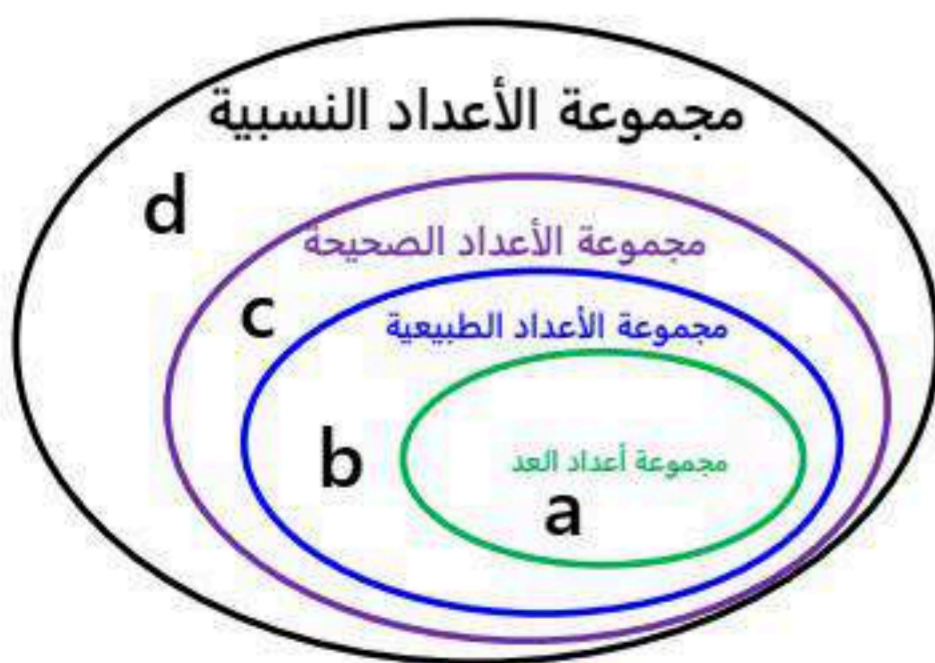 مجموعة الأعداد النسبية
d
مجموعة الأعداد الصحيحة
c
مجموعة الأعداد الطبيعية
b
مجموعة أعداد العد
a